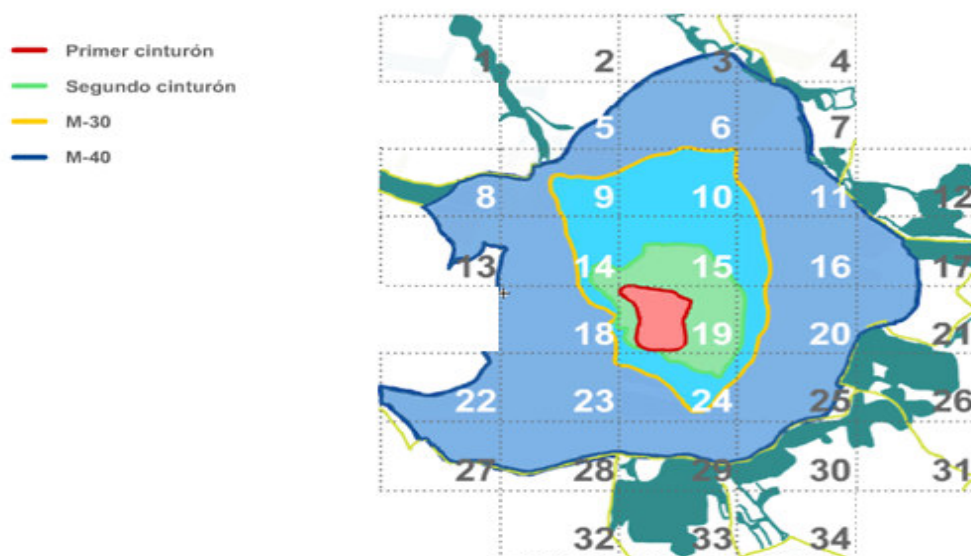 Primer cinturón
Segundo cinturón
M-30
M-40
1 2 3 4
5 6 7
8 9 10 11 12
13 14 15 16 17
18 19 20 21
22 23 24 25 26
27 28 29 30 31
32 33 34